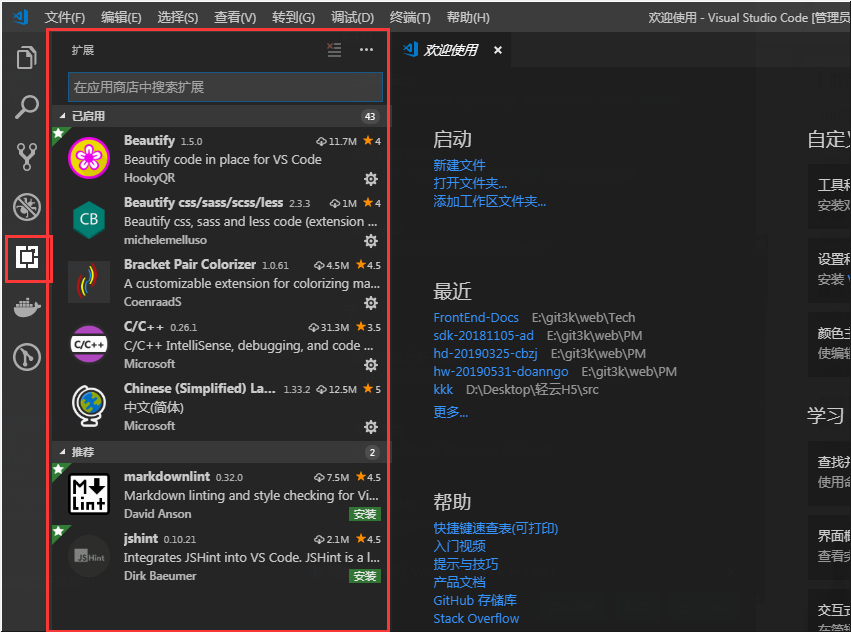 文件(F) 编辑(E) 选择(S) 查看(V) 转到(G) 调试(D) 终端(T) 帮助(H) 欢迎使用 - Visual Studio Code [管理员
扩展
在应用商店中搜索扩展
已启用 43
Beautify 1.5.0 11.7M 4
Beautify code in place for VS Code
HookyQR
CB
Beautify css/sass/scss/less 2.3.3 1M 4
Beautify css, sass and less code (extension ...
michelemelluso
Bracket Pair Colorizer 1.0.61 4.5M 4.5
A customizable extension for colorizing ma...
CoenraadS
C/C++
C/C++ 0.26.1 31.3M 3.5
C/C++ IntelliSense, debugging, and code ...
Microsoft
Chinese (Simplified) La... 1.33.2 12.5M 5
中文(简体)
Microsoft
推荐 2
M Lint
markdownlint 0.32.0 7.5M 4.5
Markdown linting and style checking for Vi...
David Anson 安装
JSHint
jshint 0.10.21 2.1M 4.5
Integrates JSHint into VS Code. JSHint is a l...
Dirk Baeumer 安装
欢迎使用 ×
启动
新建文件
打开文件夹...
添加工作区文件夹...
最近
FrontEnd-Docs E:\git3k\web\Tech
sdk-20181105-ad E:\git3k\web\PM
hd-20190325-cbzj E:\git3k\web\PM
hw-20190531-doanngo E:\git3k\web\PM
kkk D:\Desktop\轻云H5\src
更多...
帮助
快捷键速查表(可打印)
入门视频
提示与技巧
产品文档
GitHub 存储库
Stack Overflow
自定义
工具和
安装对
设置和
安装
颜色主
使编辑
学习
查找并
使用命
界面概
查看突
交互式